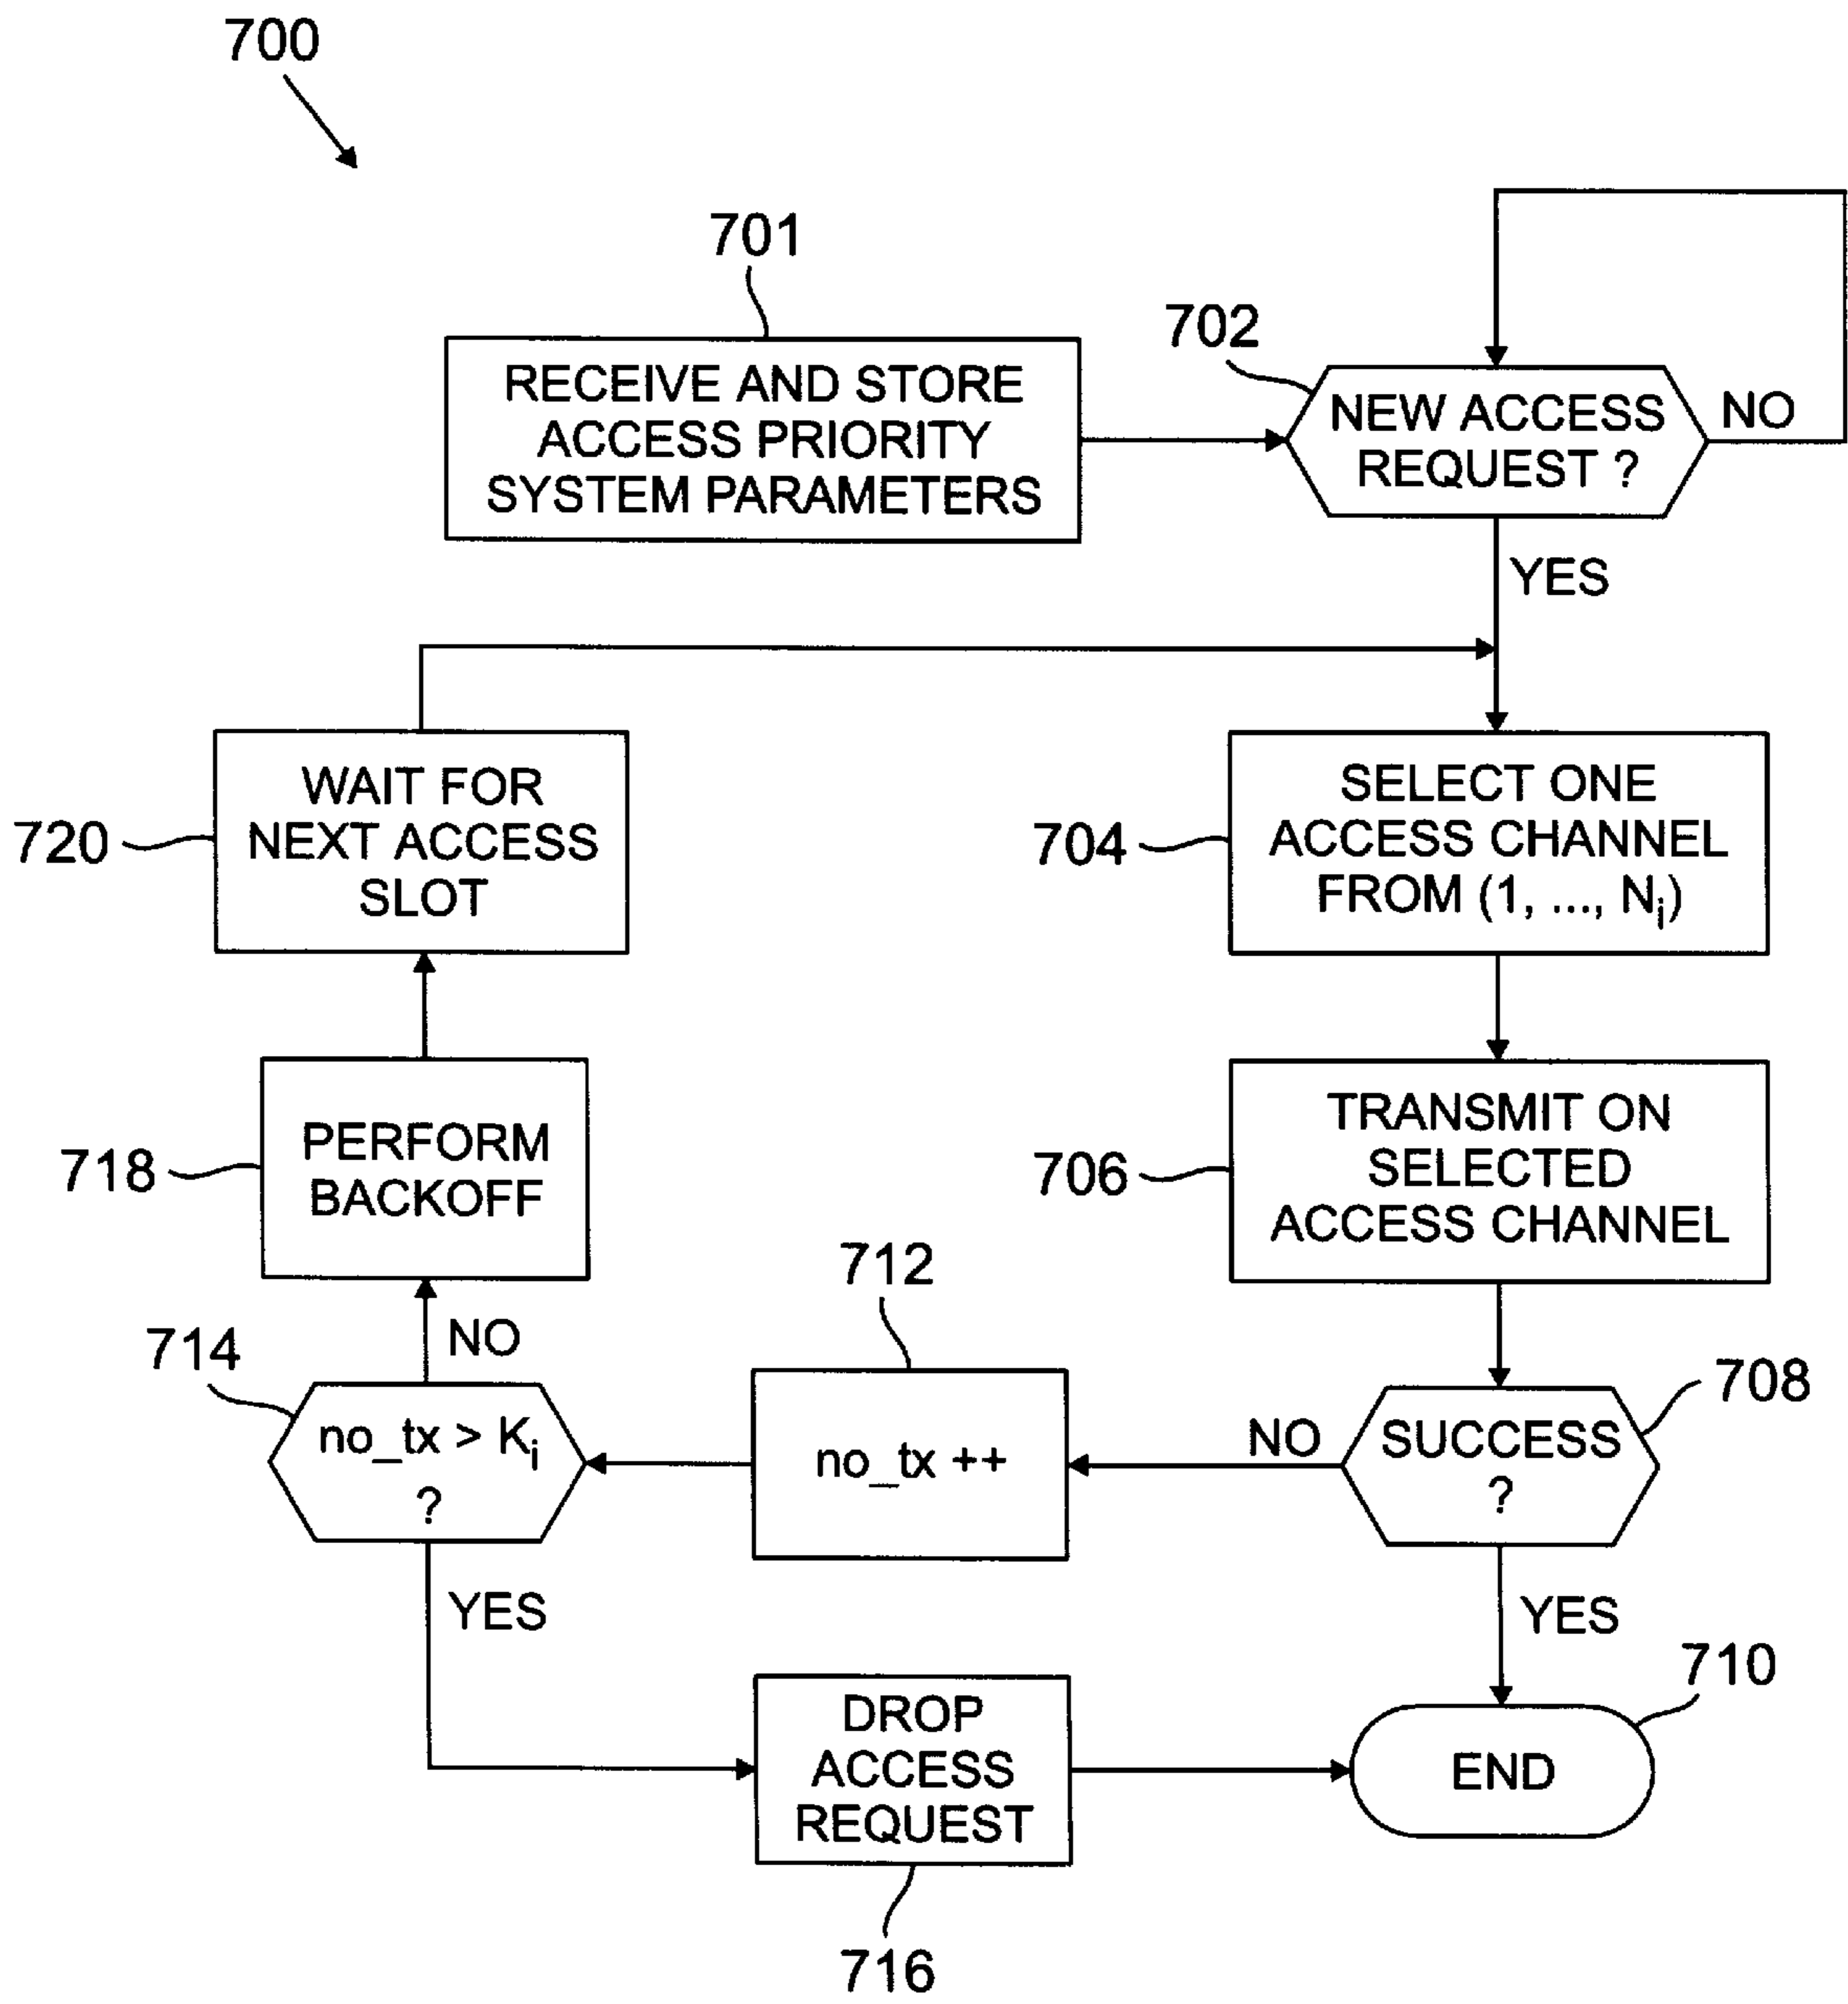 700
701
RECEIVE AND STORE
ACCESS PRIORITY
SYSTEM PARAMETERS
702
NEW ACCESS
REQUEST ?
NO
YES
720
WAIT FOR
NEXT ACCESS
SLOT
704
SELECT ONE
ACCESS CHANNEL
FROM (1, ..., Ni)
718
PERFORM
BACKOFF
706
TRANSMIT ON
SELECTED
ACCESS CHANNEL
714
NO
no_tx > Ki
?
YES
712
no_tx ++
NO
708
SUCCESS
?
YES
716
DROP
ACCESS
REQUEST
710
END